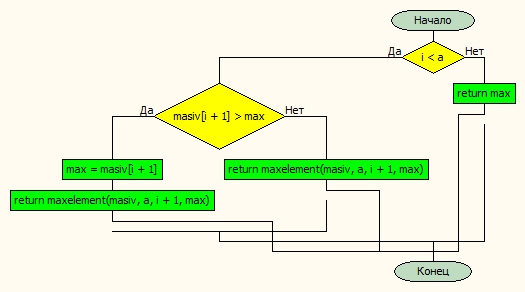 Начало
Да
i < a
Нет
return max
Да
masiv[i + 1] > max
Нет
max = masiv[i + 1]
return maxelement(masiv, a, i + 1, max)
return maxelement(masiv, a, i + 1, max)
Конец